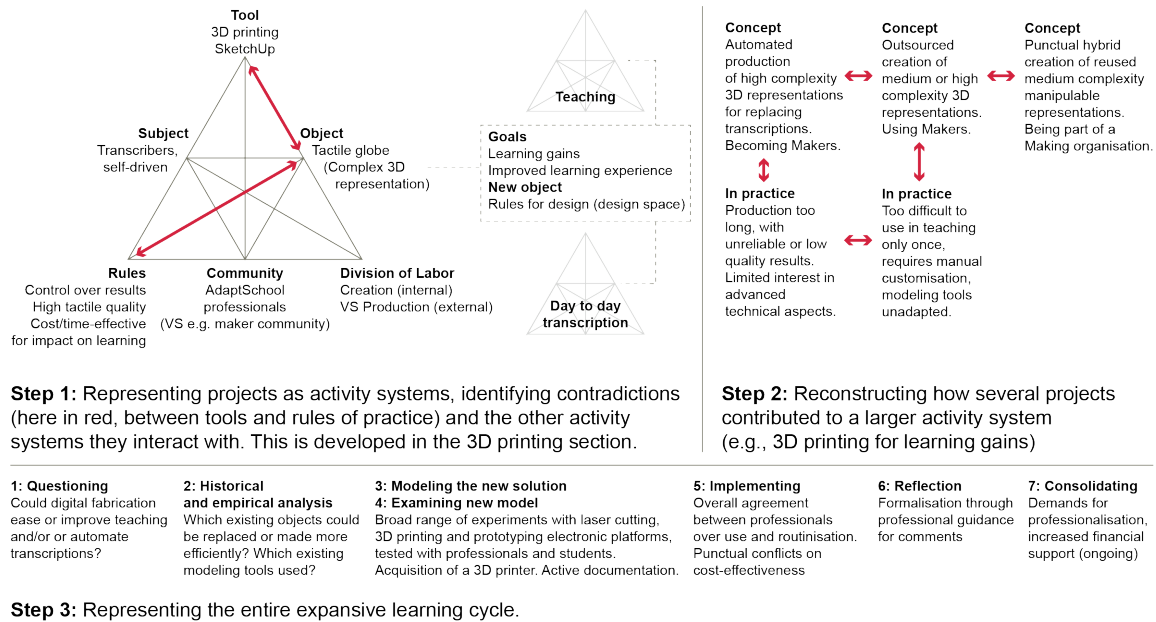 Tool
3D printing
SketchUp
Subject
Transcribers,
self-driven
Object
Tactile globe
(Complex 3D
representation)
Rules
Control over results
High tactile quality
Cost/time-effective
for impact on learning
Community
AdaptSchool
professionals
(VS e.g. maker community)
Division of Labor
Creation (internal)
VS Production (external)
Teaching
Goals
Learning gains
Improved learning experience
New object
Rules for design (design space)
Day to day
transcription
Step 1: Representing projects as activity systems, identifying contradictions
(here in red, between tools and rules of practice) and the other activity
systems they interact with. This is developed in the 3D printing section.
Concept
Automated
production
of high complexity
3D representations
for replacing
transcriptions.
Becoming Makers.
Concept
Outsourced
creation of
medium or high
complexity 3D
representations.
Using Makers.
Concept
Punctual hybrid
creation of reused
medium complexity
manipulable
representations.
Being part of a
Making organisation.
In practice
Production too
long, with
unreliable or low
quality results.
Limited interest in
advanced
technical aspects.
In practice
Too difficult to
use in teaching
only once,
requires manual
customisation,
modeling tools
unadapted.
Step 2: Reconstructing how several projects
contributed to a larger activity system
(e.g., 3D printing for learning gains)
1: Questioning
Could digital fabrication
ease or improve teaching
and/or or automate
transcriptions?
2: Historical
and empirical analysis
Which existing objects could
be replaced or made more
efficiently? Which existing
modeling tools used?
3: Modeling the new solution
4: Examining new model
Broad range of experiments with laser cutting,
3D printing and prototyping electronic platforms,
tested with professionals and students.
Acquisition of a 3D printer. Active documentation.
5: Implementing
Overall agreement
between professionals
over use and routinisation.
Punctual conflicts on
cost-effectiveness
6: Reflection
Formalisation through
professional guidance
for comments
7: Consolidating
Demands for
professionalisation,
increased financial
support (ongoing)
Step 3: Representing the entire expansive learning cycle.